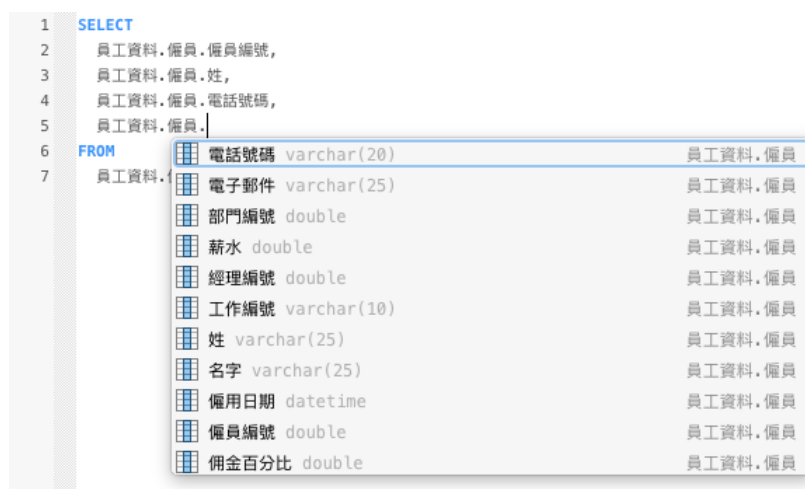 1 SELECT
2 員工資料.僱員.僱員編號,
3 員工資料.僱員.姓,
4 員工資料.僱員.電話號碼,
5 員工資料.僱員.
6 FROM
7 員工資料.
電話號碼 varchar(20) 員工資料.僱員
電子郵件 varchar(25) 員工資料.僱員
部門編號 double 員工資料.僱員
薪水 double 員工資料.僱員
經理編號 double 員工資料.僱員
工作編號 varchar(10) 員工資料.僱員
姓 varchar(25) 員工資料.僱員
名字 varchar(25) 員工資料.僱員
僱用日期 datetime 員工資料.僱員
僱員編號 double 員工資料.僱員
佣金百分比 double 員工資料.僱員